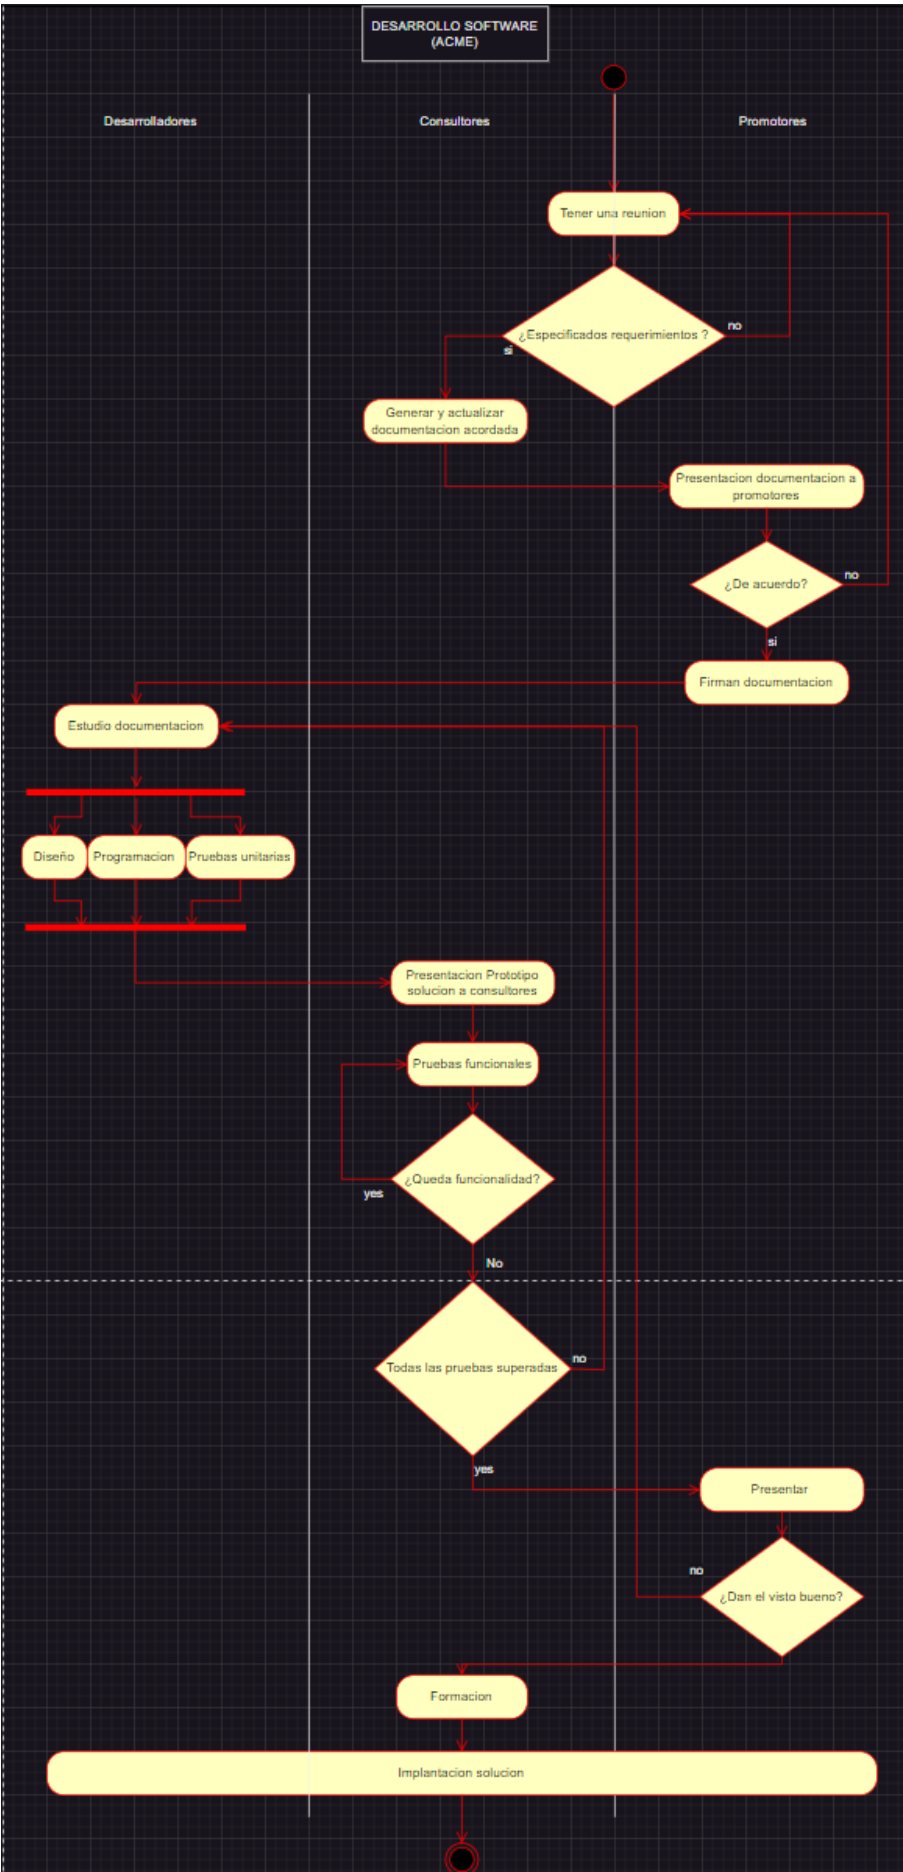 DESARROLLO SOFTWARE
(ACME)
Desarrolladores
Consultores
Promotores
Tener una reunion
¿Especificados requerimientos ?
no
si
Generar y actualizar
documentacion acordada
Presentacion documentacion a
promotores
¿De acuerdo?
no
si
Firman documentacion
Estudio documentacion
Diseño
Programacion
Pruebas unitarias
Presentacion Prototipo
solucion a consultores
Pruebas funcionales
¿Queda funcionalidad?
yes
No
Todas las pruebas superadas
no
yes
Presentar
no
¿Dan el visto bueno?
Formacion
Implantacion solucion